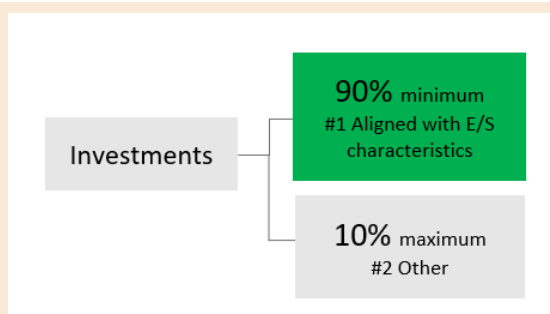 Investments
90% minimum
#1 Aligned with E/S
characteristics
10% maximum
#2 Other